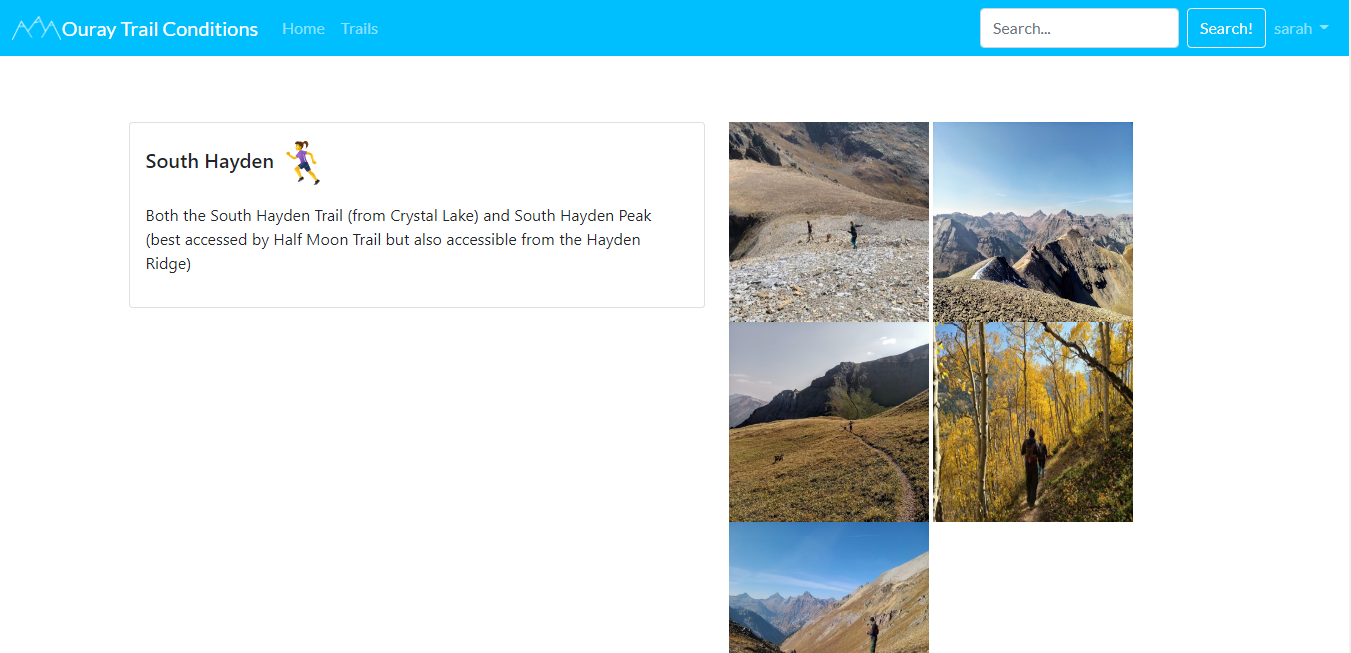 Ouray Trail Conditions Home Trails Search... Search! sarah
South Hayden
Both the South Hayden Trail (from Crystal Lake) and South Hayden Peak
(best accessed by Half Moon Trail but also accessible from the Hayden
Ridge)